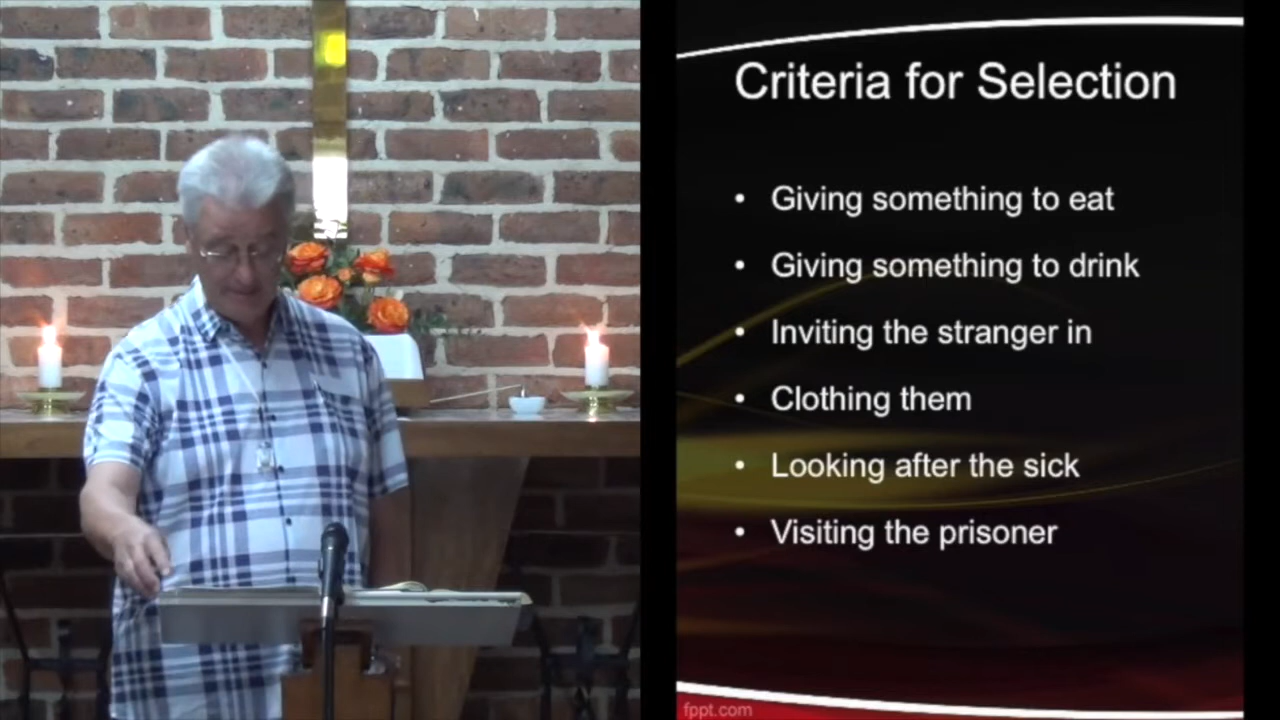 Criteria for Selection
• Giving something to eat
• Giving something to drink
• Inviting the stranger in
• Clothing them
• Looking after the sick
• Visiting the prisoner
fppt.com